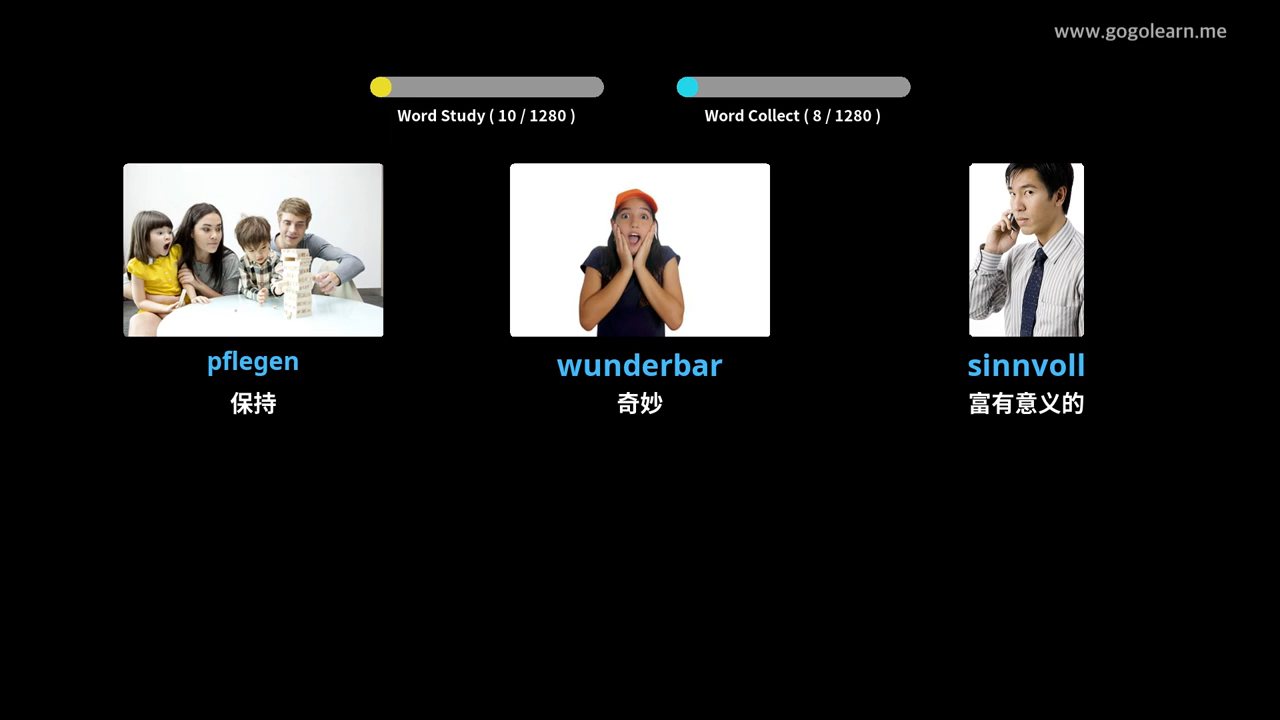 www.gogolearn.me
Word Study ( 10 / 1280 )
Word Collect ( 8 / 1280 )
pflegen
保持
wunderbar
奇妙
sinnvoll
富有意义的